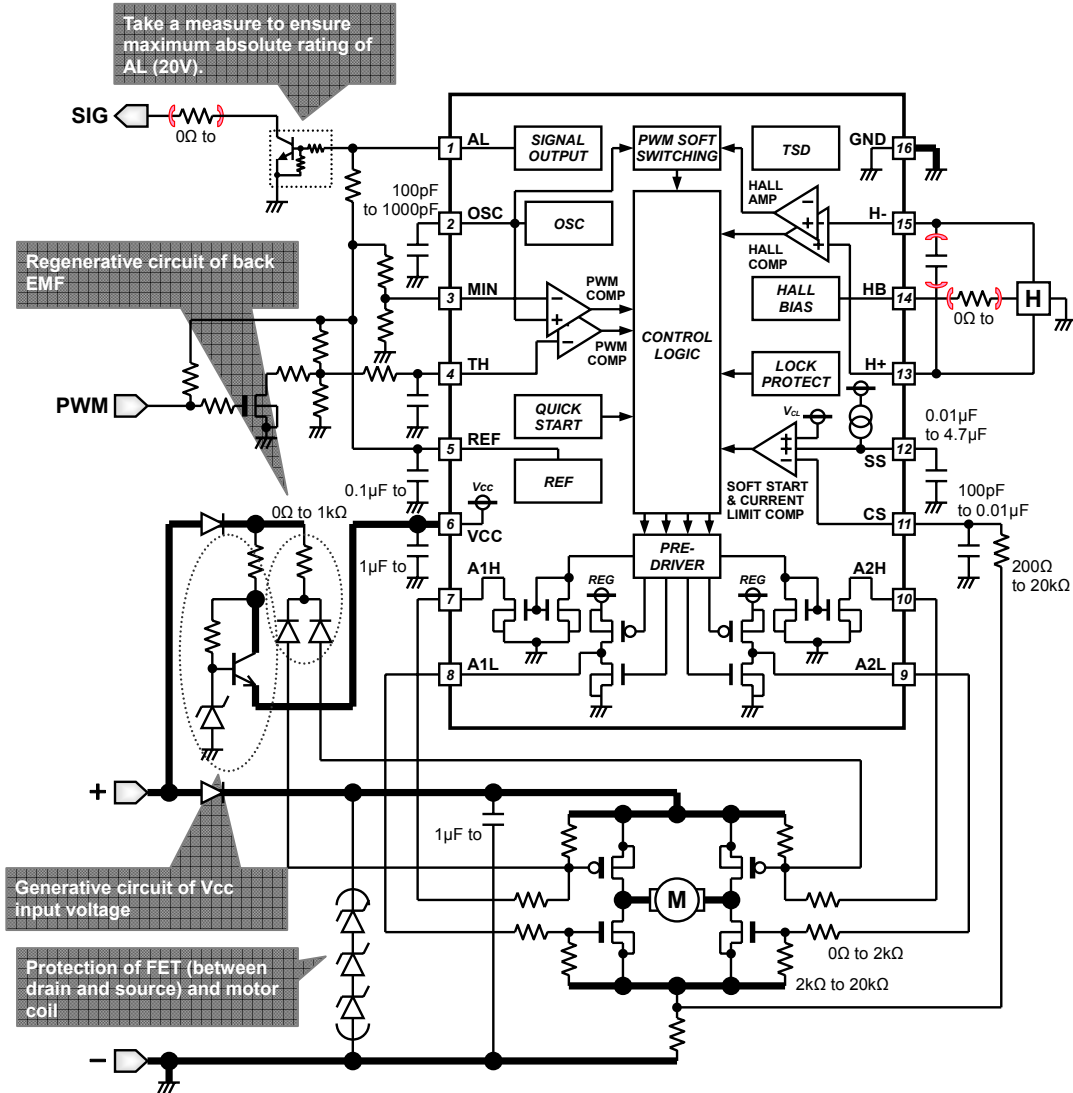 Take a measure to ensure
maximum absolute rating of
AL (20V).
SIG
0Ω to
1
AL
SIGNAL
OUTPUT
PWM SOFT
SWITCHING
TSD
GND
16
100pF
to 1000pF
2
OSC
OSC
HALL
AMP
H-
15
HALL
COMP
Regenerative circuit of back
EMF
3
MIN
PWM
COMP
PWM
COMP
CONTROL
LOGIC
HALL
BIAS
HB
14
0Ω to
H
4
TH
LOCK
PROTECT
H+
13
PWM
QUICK
START
5
REF
REF
0.1µF to
VCL
SS
12
0.01µF
to 4.7µF
SOFT START
& CURRENT
LIMIT COMP
100pF
to 0.01µF
CS
11
200Ω
to 20kΩ
0Ω to 1kΩ
Vcc
6
VCC
1µF to
PRE-
DRIVER
A1H
7
REG
REG
A2H
10
A1L
8
A2L
9
+
1µF to
M
Generative circuit of Vcc
input voltage
Protection of FET (between
drain and source) and motor
coil
0Ω to 2kΩ
2kΩ to 20kΩ
−